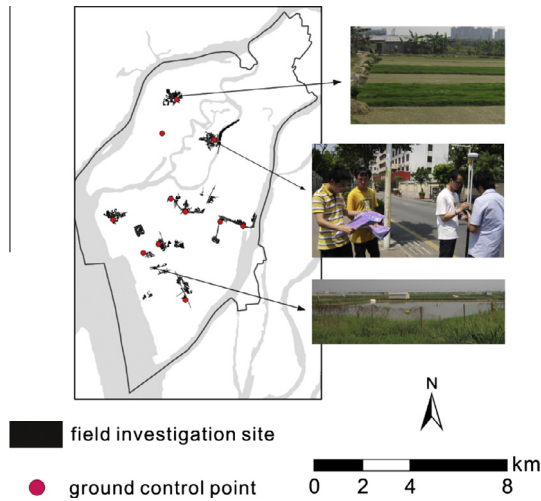 N
field investigation site
ground control point
km
0 2 4 8